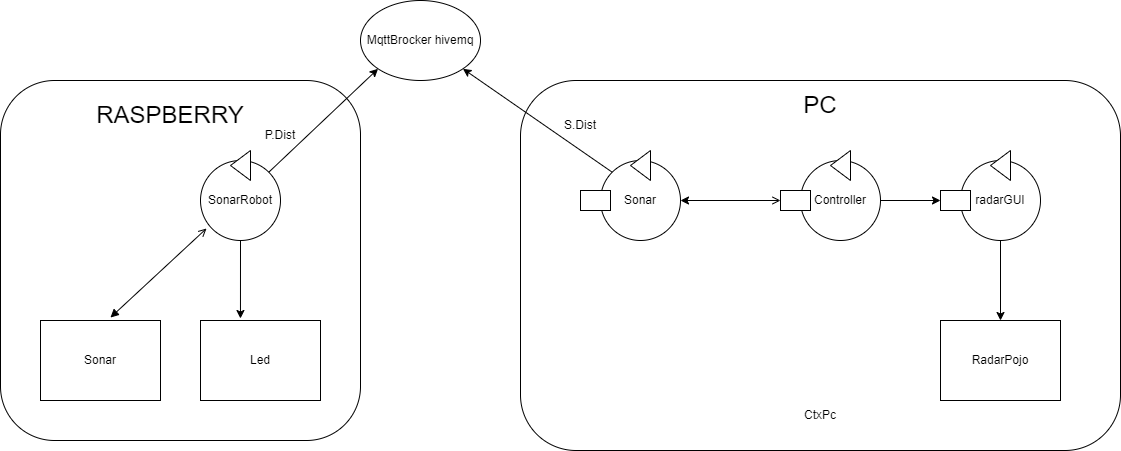 MqttBrocker hivemq
RASPBERRY
PC
P.Dist
S.Dist
SonarRobot
Sonar
Controller
radarGUI
Sonar
Led
RadarPojo
CtxPc